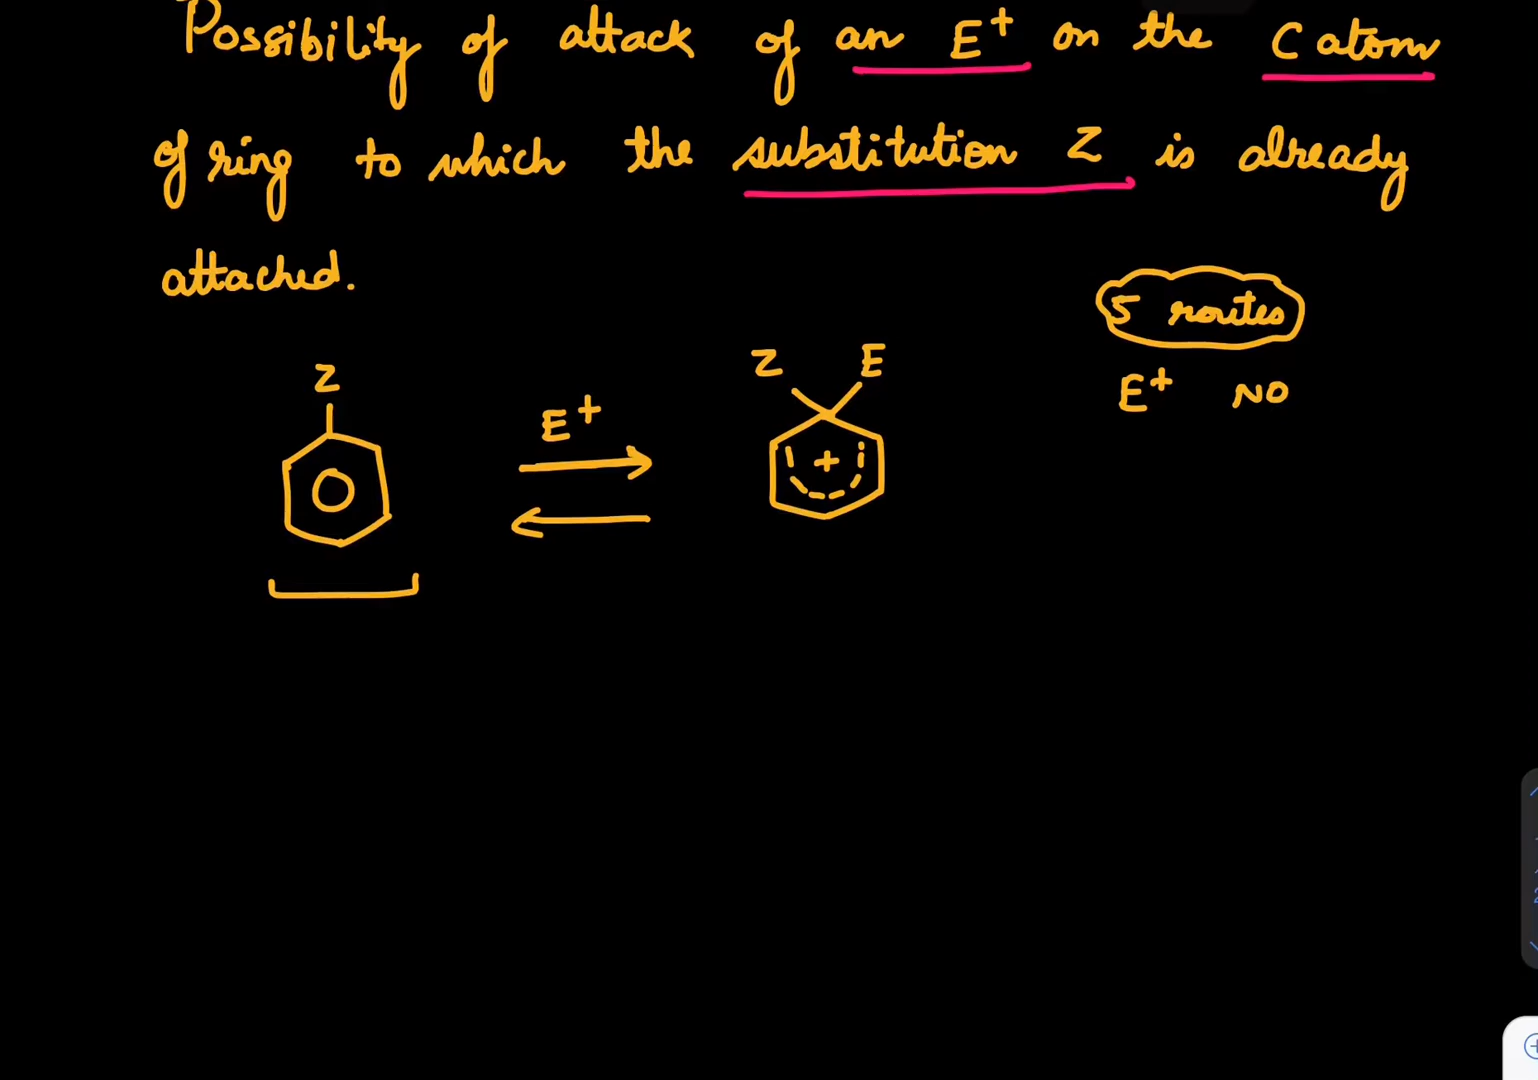 Possibility of attack of an E+ on the C atom
of ring to which the substitution Z is already
attached.
5 routes
Z
E+
Z E
E+ NO
+